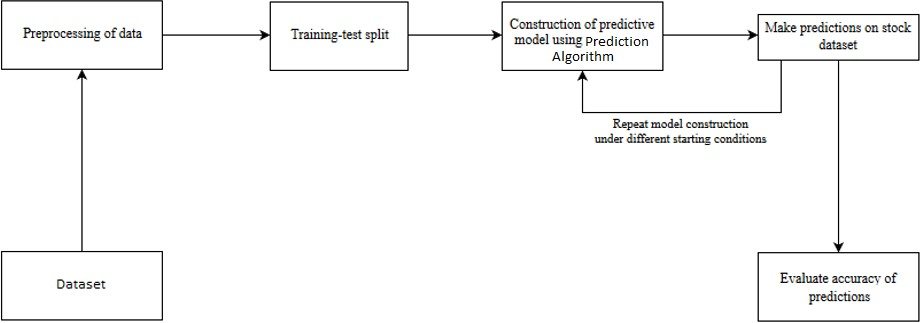 Preprocessing of data
Training-test split
Construction of predictive
model using Prediction
Algorithm
Make predictions on stock
dataset
Repeat model construction
under different starting conditions
Dataset
Evaluate accuracy of
predictions